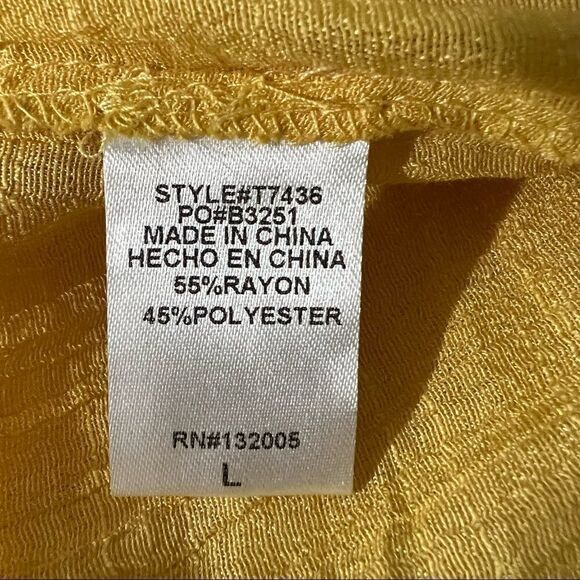 STYLE#T7436
PO#B3251
MADE IN CHINA
HECHO EN CHINA
55%RAYON
45%POLYESTER
RN#132005
L